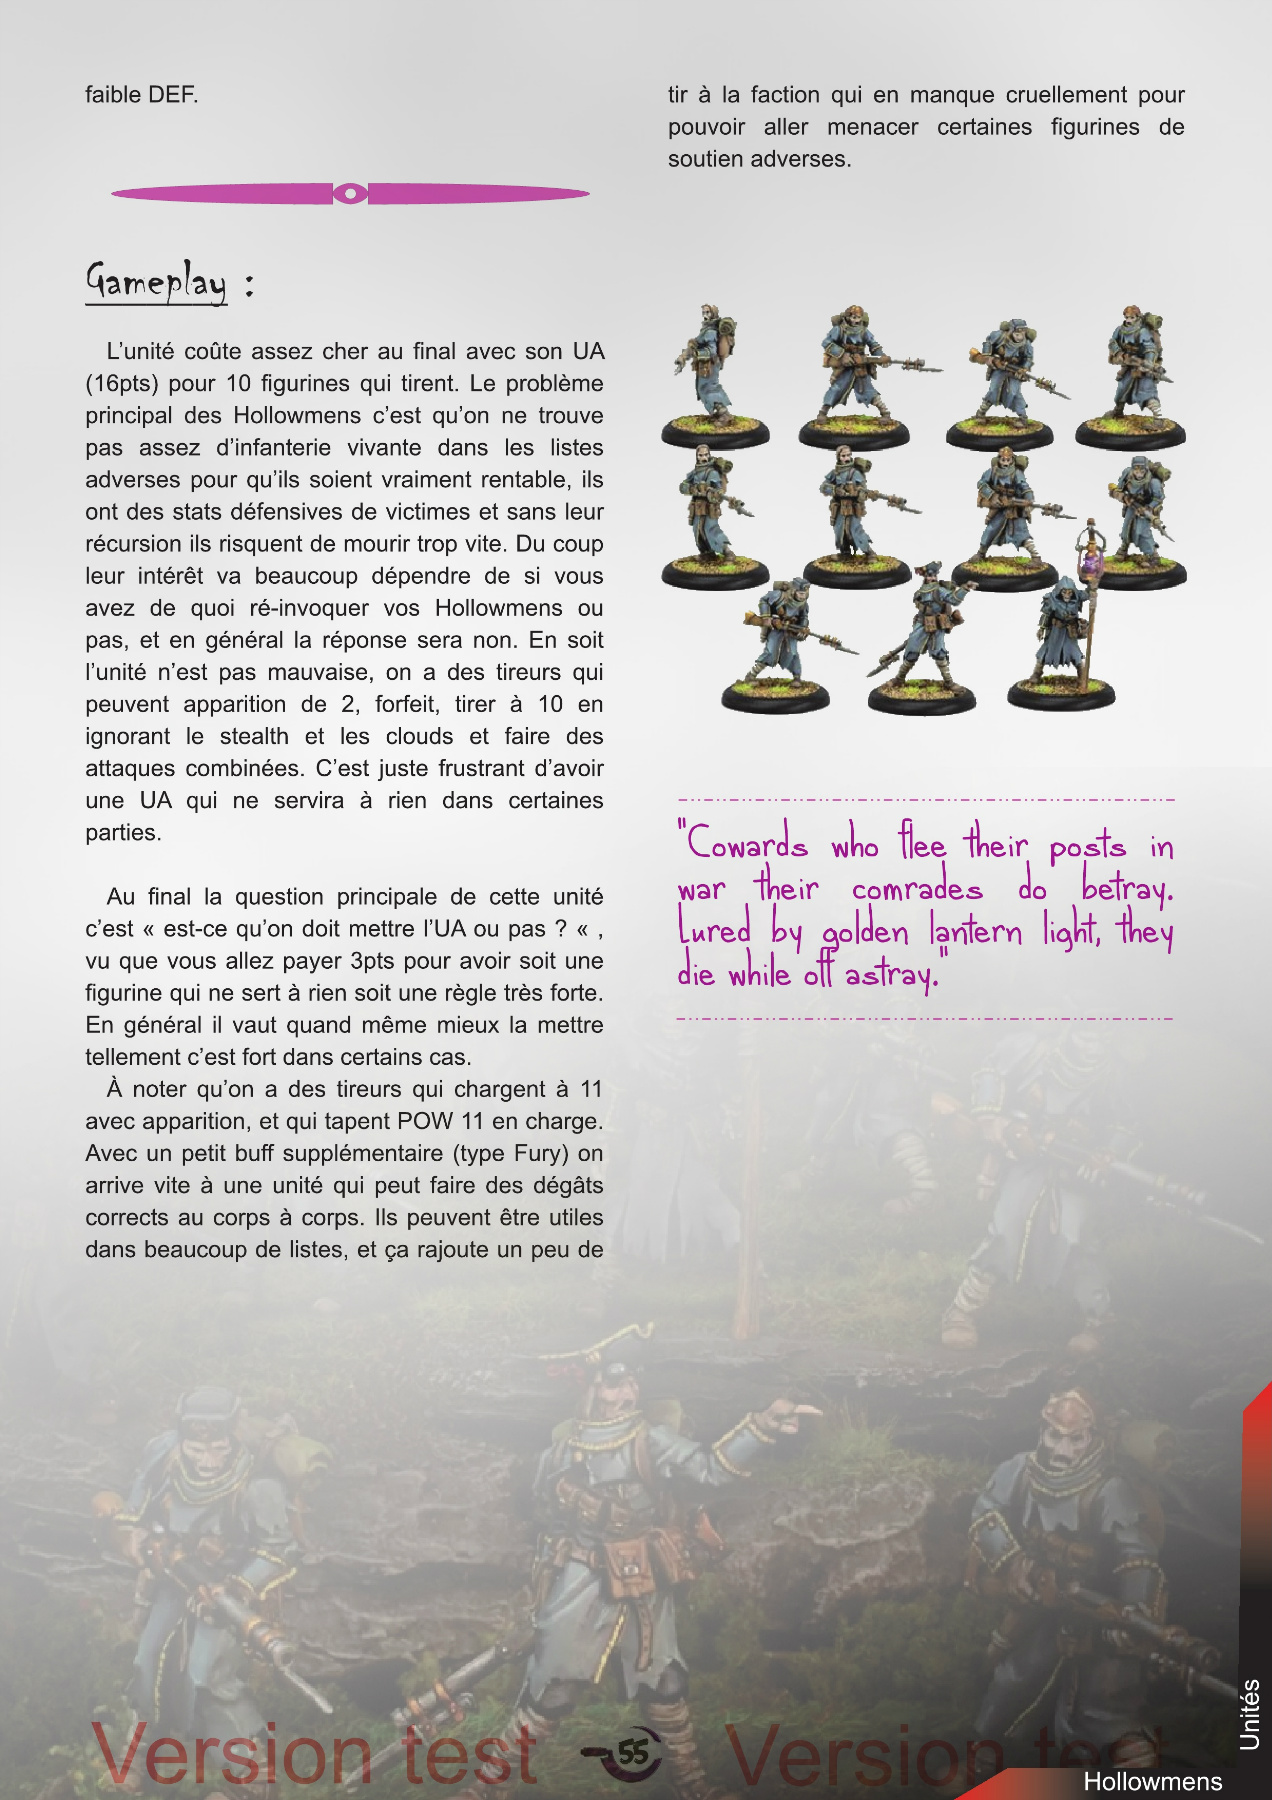 faible DEF.
Gameplay :
L’unité coûte assez cher au final avec son UA
(16pts) pour 10 figurines qui tirent. Le problème
principal des Hollowmens c’est qu’on ne trouve
pas assez d’infanterie vivante dans les listes
adverses pour qu’ils soient vraiment rentable, ils
ont des stats défensives de victimes et sans leur
récursion ils risquent de mourir trop vite. Du coup
leur intérêt va beaucoup dépendre de si vous
avez de quoi ré-invoquer vos Hollowmens ou
pas, et en général la réponse sera non. En soit
l’unité n’est pas mauvaise, on a des tireurs qui
peuvent apparition de 2, forfeit, tirer à 10 en
ignorant le stealth et les clouds et faire des
attaques combinées. C’est juste frustrant d’avoir
une UA qui ne servira à rien dans certaines
parties.
Au final la question principale de cette unité
c’est « est-ce qu’on doit mettre l’UA ou pas ? « ,
vu que vous allez payer 3pts pour avoir soit une
figurine qui ne sert à rien soit une règle très forte.
En général il vaut quand même mieux la mettre
tellement c’est fort dans certains cas.
À noter qu’on a des tireurs qui chargent à 11
avec apparition, et qui tapent POW 11 en charge.
Avec un petit buff supplémentaire (type Fury) on
arrive vite à une unité qui peut faire des dégâts
corrects au corps à corps. Ils peuvent être utiles
dans beaucoup de listes, et ça rajoute un peu de
tir à la faction qui en manque cruellement pour
pouvoir aller menacer certaines figurines de
soutien adverses.
"Cowards who flee their posts in
war their comrades do betray.
Lured by golden lantern light, they
die while off astray."
Unités
Version test
55
Version test
Hollowmens